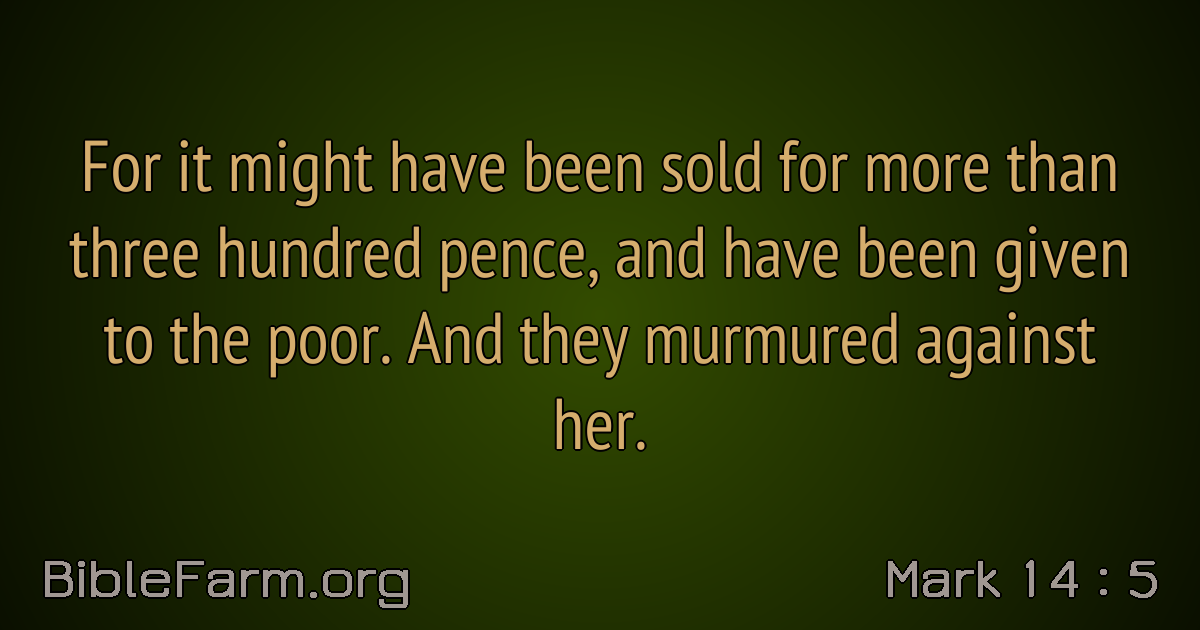 For it might have been sold for more than
three hundred pence, and have been given
to the poor. And they murmured against
her.
BibleFarm.org
Mark 14 : 5